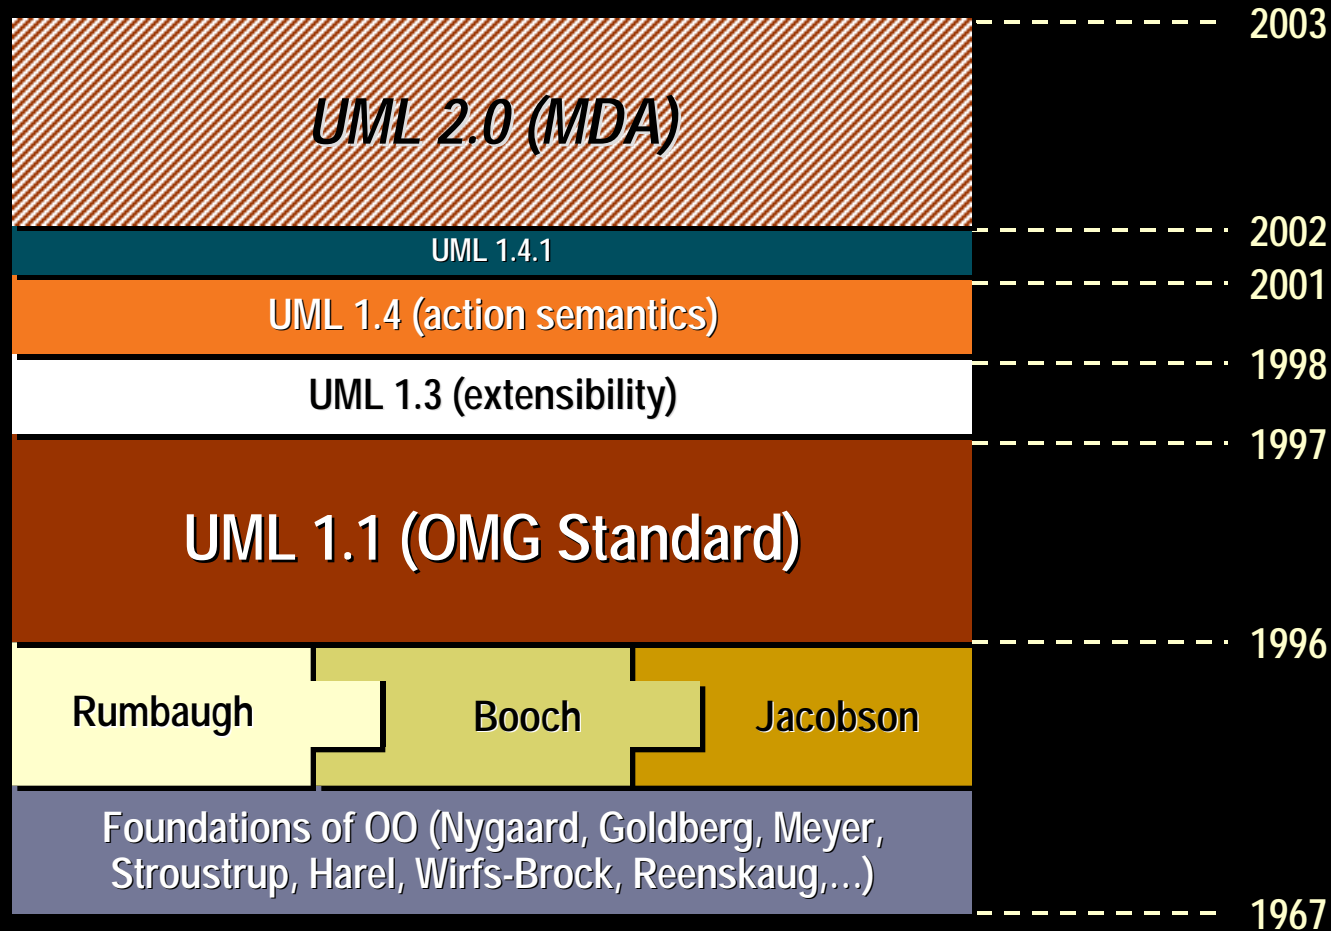 UML 2.0 (MDA)
2003
2002
UML 1.4.1
2001
UML 1.4 (action semantics)
1998
UML 1.3 (extensibility)
1997
UML 1.1 (OMG Standard)
1996
Rumbaugh
Booch
Jacobson
Foundations of OO (Nygaard, Goldberg, Meyer,
Stroustrup, Harel, Wirfs-Brock, Reenskaug,...)
1967